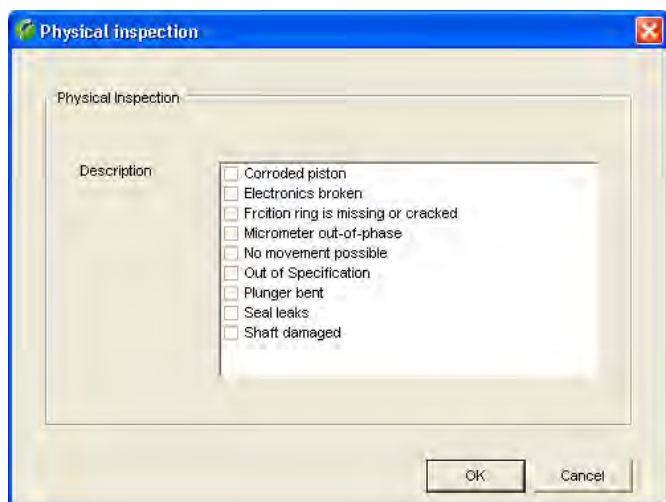 Physical inspection
Physical Inspection
Description
Corroded piston
Electronics broken
Frcition ring is missing or cracked
Micrometer out-of-phase
No movement possible
Out of Specification
Plunger bent
Seal leaks
Shaft damaged
OK
Cancel